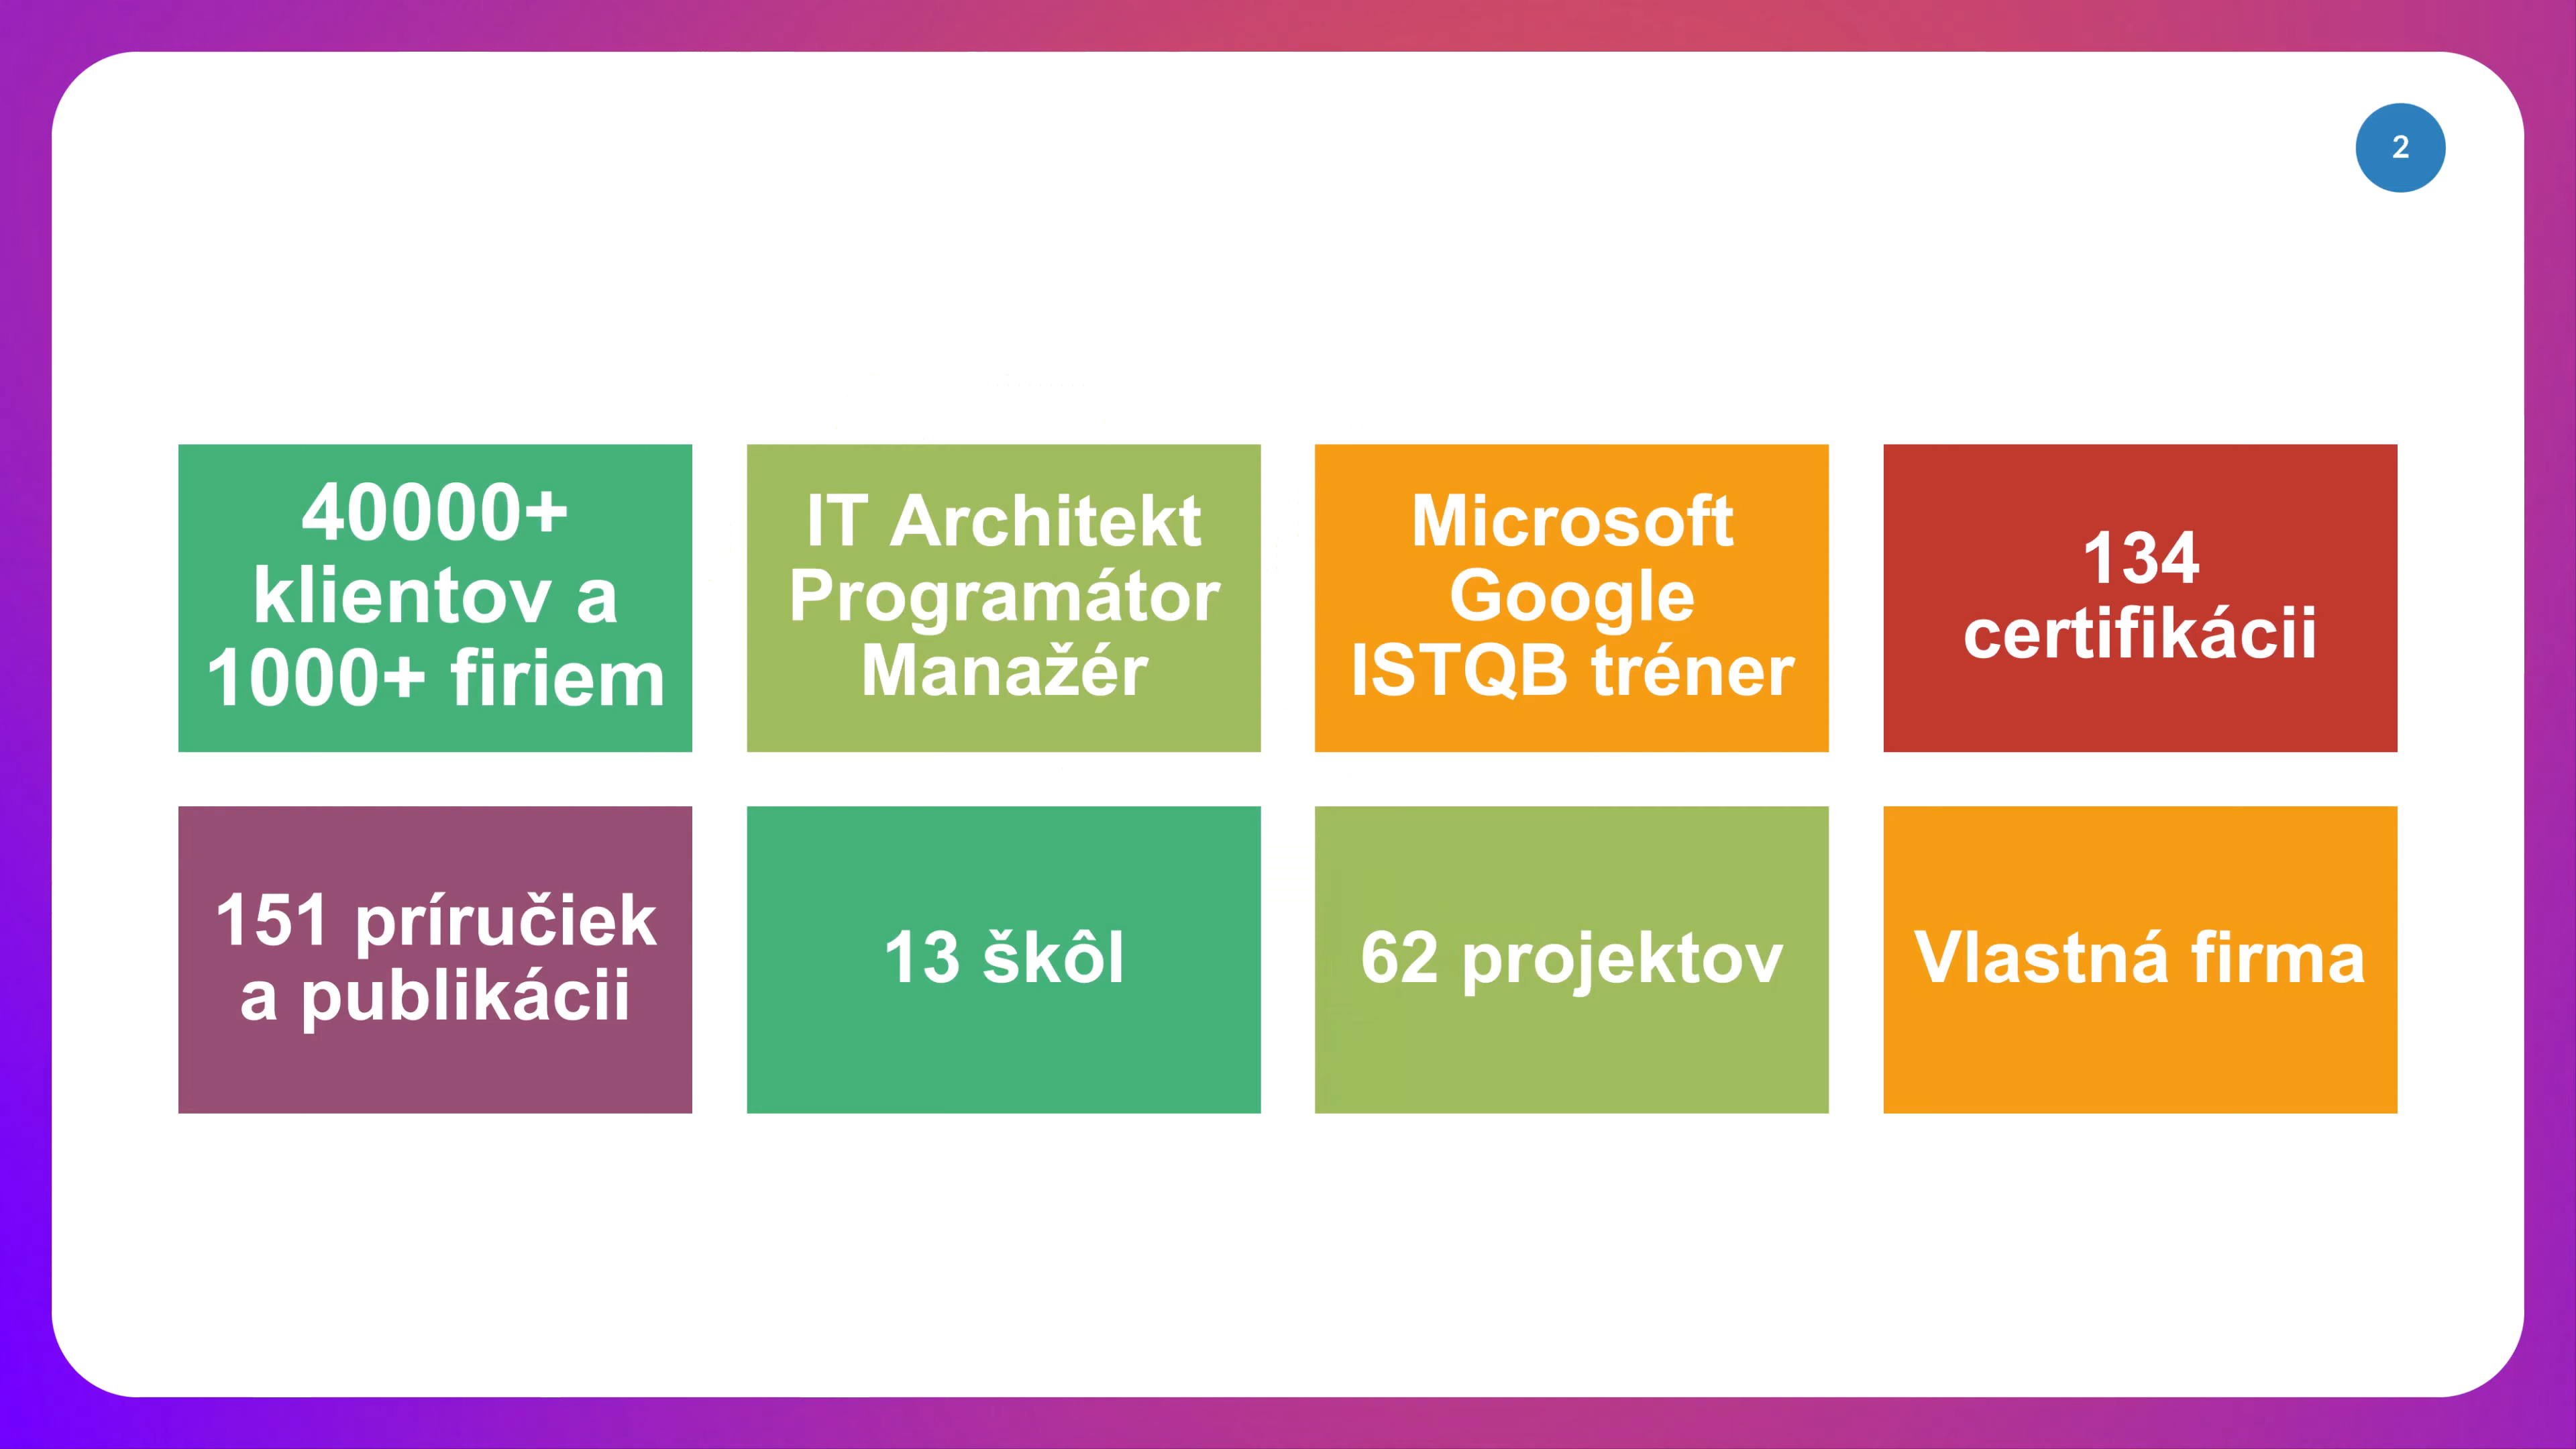 2
40000+
klientov a
1000+ firiem
IT Architekt
Programátor
Manažér
Microsoft
Google
ISTQB tréner
134
certifikácii
151 príručiek
a publikácii
13 škôl
62 projektov
Vlastná firma